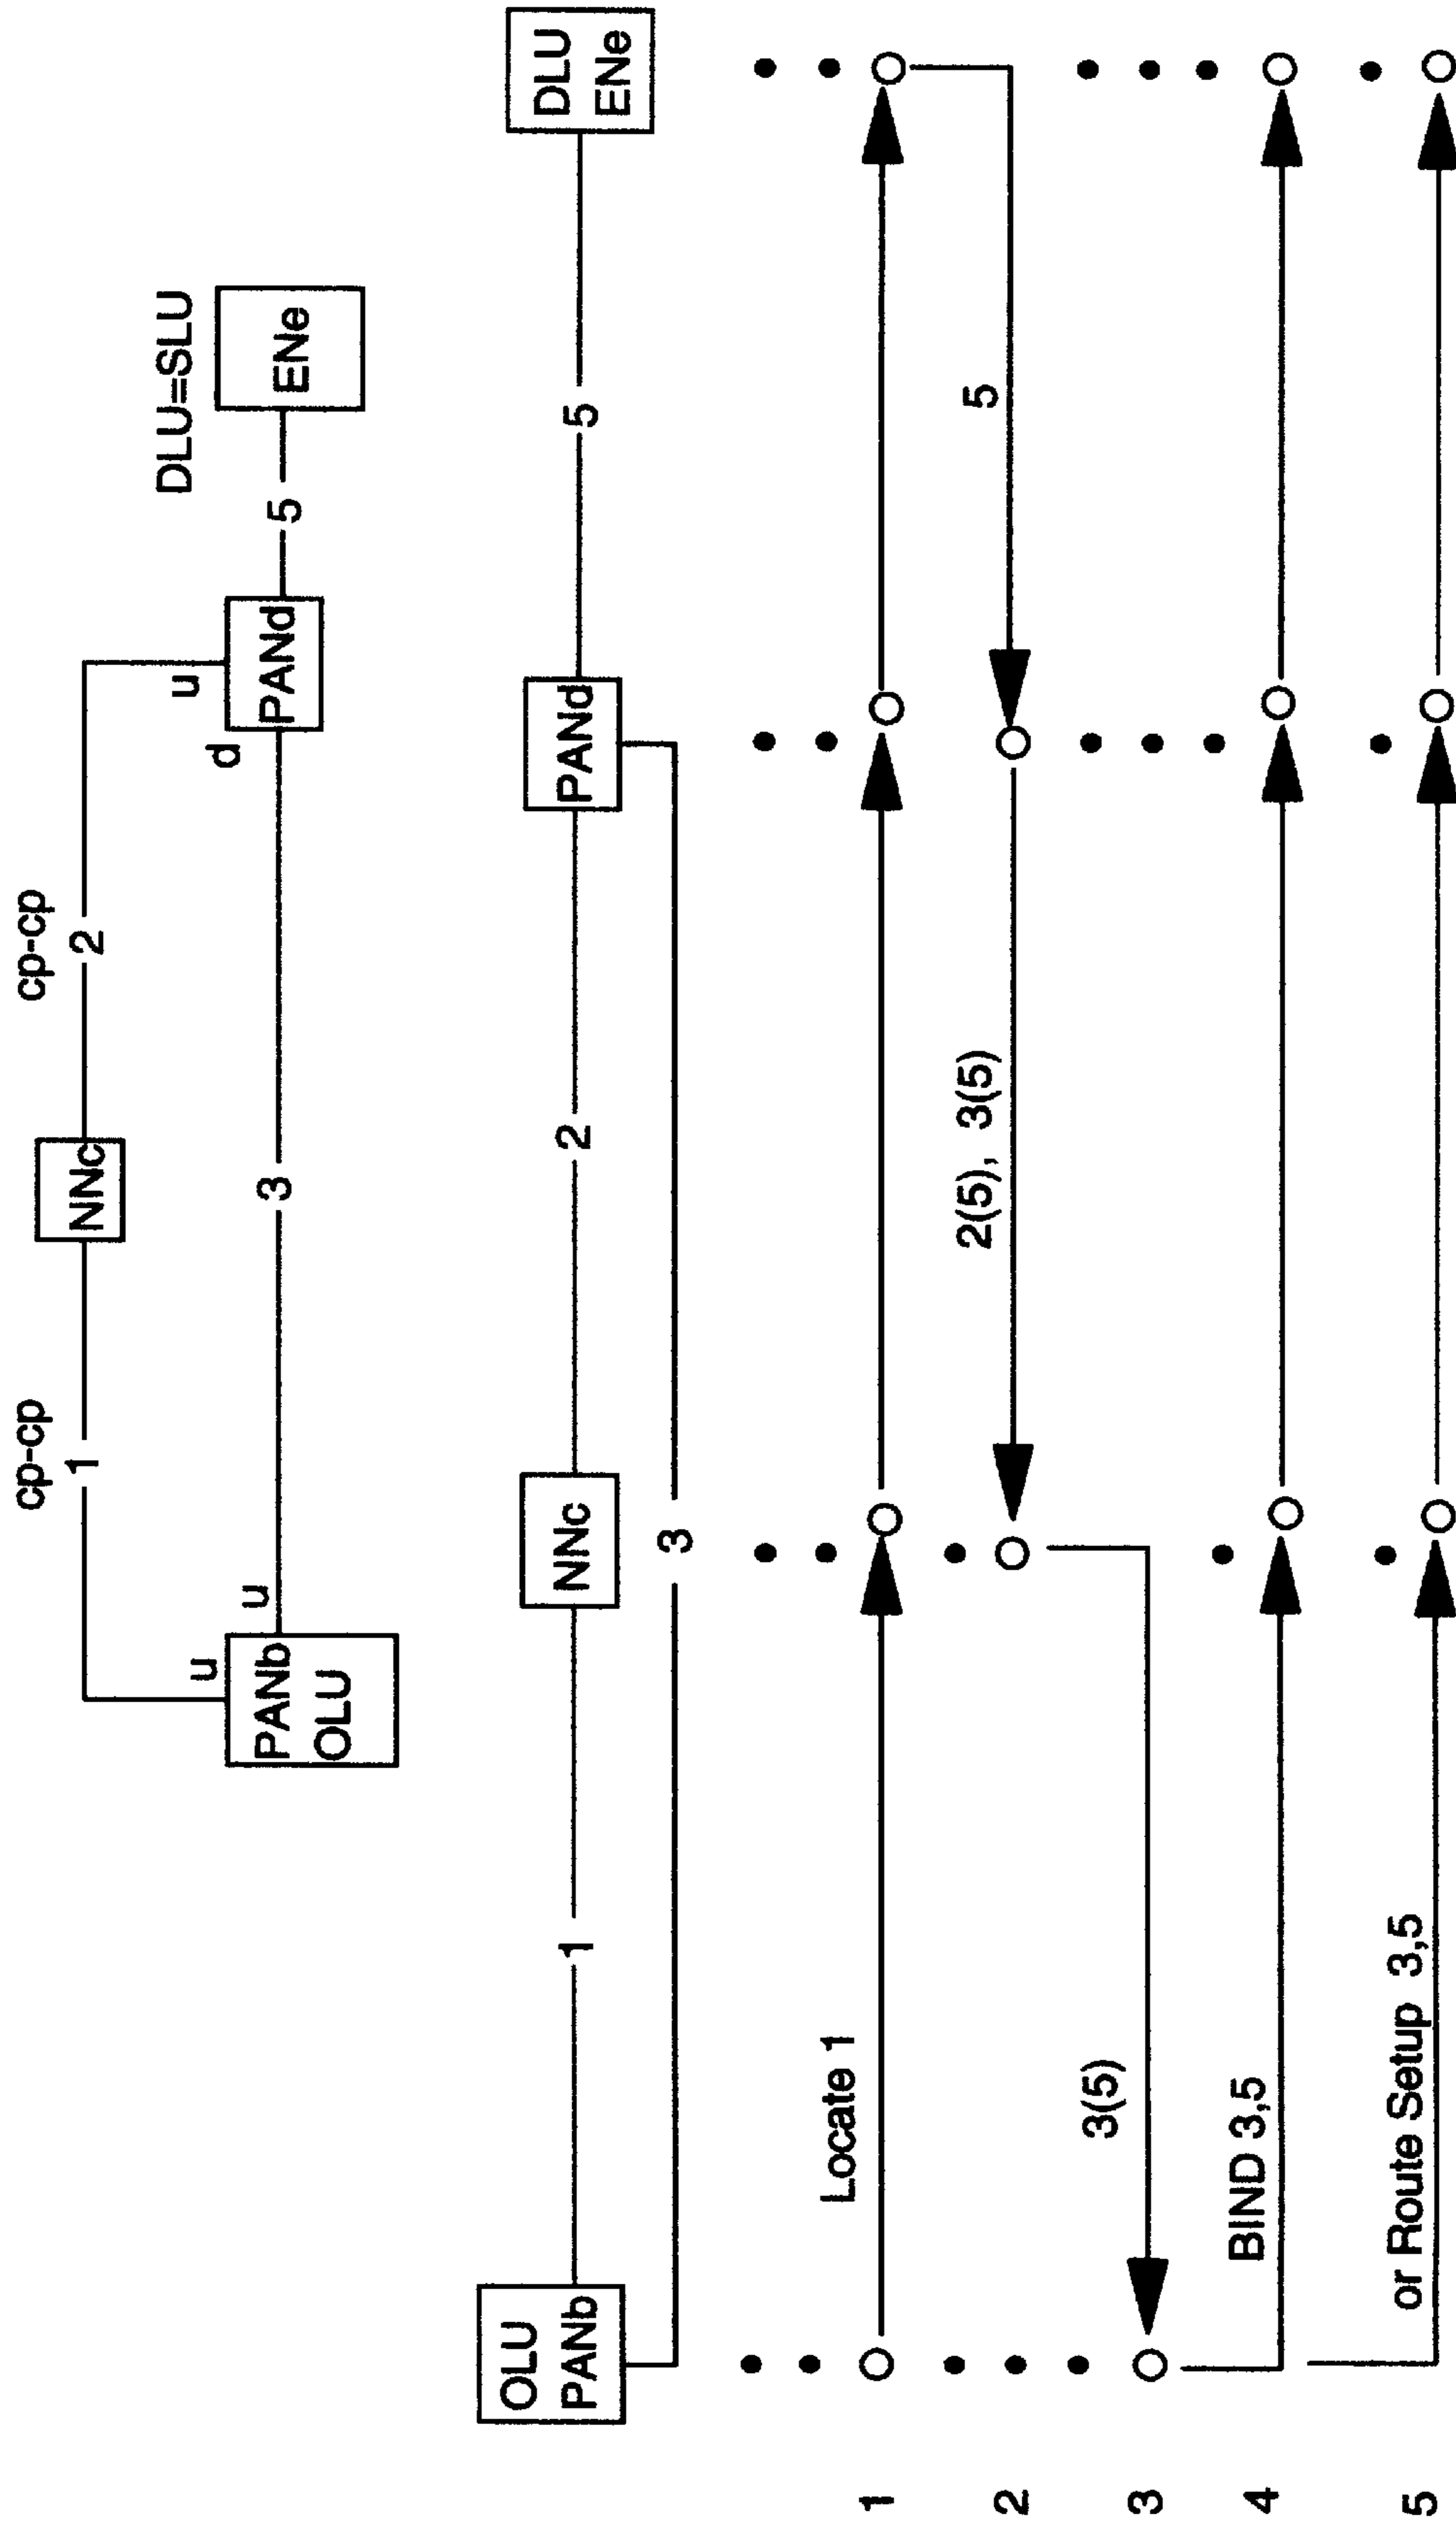 cp-cp
cp-cp
1
NNc
2
DLU=SLU
u
u
u
d
PANb
OLU
3
PANd
5
ENe
OLU
PANb
1
NNc
2
PANd
5
DLU
ENe
3
1
Locate 1
2
2(5), 3(5)
5
3
3(5)
4
BIND 3,5
5
or Route Setup 3,5